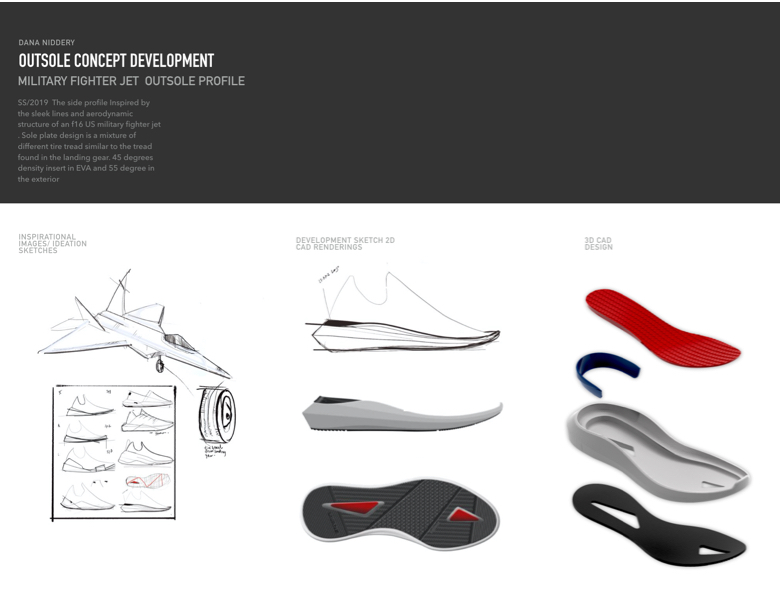 DANA NIDDERY
OUTSOLE CONCEPT DEVELOPMENT
MILITARY FIGHTER JET OUTSOLE PROFILE
SS/2019 The side profile Inspired by
the sleek lines and aerodynamic
structure of an f16 US military fighter jet
. Sole plate design is a mixture of
different tire tread similar to the tread
found in the landing gear. 45 degrees
density insert in EVA and 55 degree in
the exterior
INSPIRATIONAL
IMAGES/ IDEATION
SKETCHES
DEVELOPMENT SKETCH 2D
CAD RENDERINGS
3D CAD
DESIGN